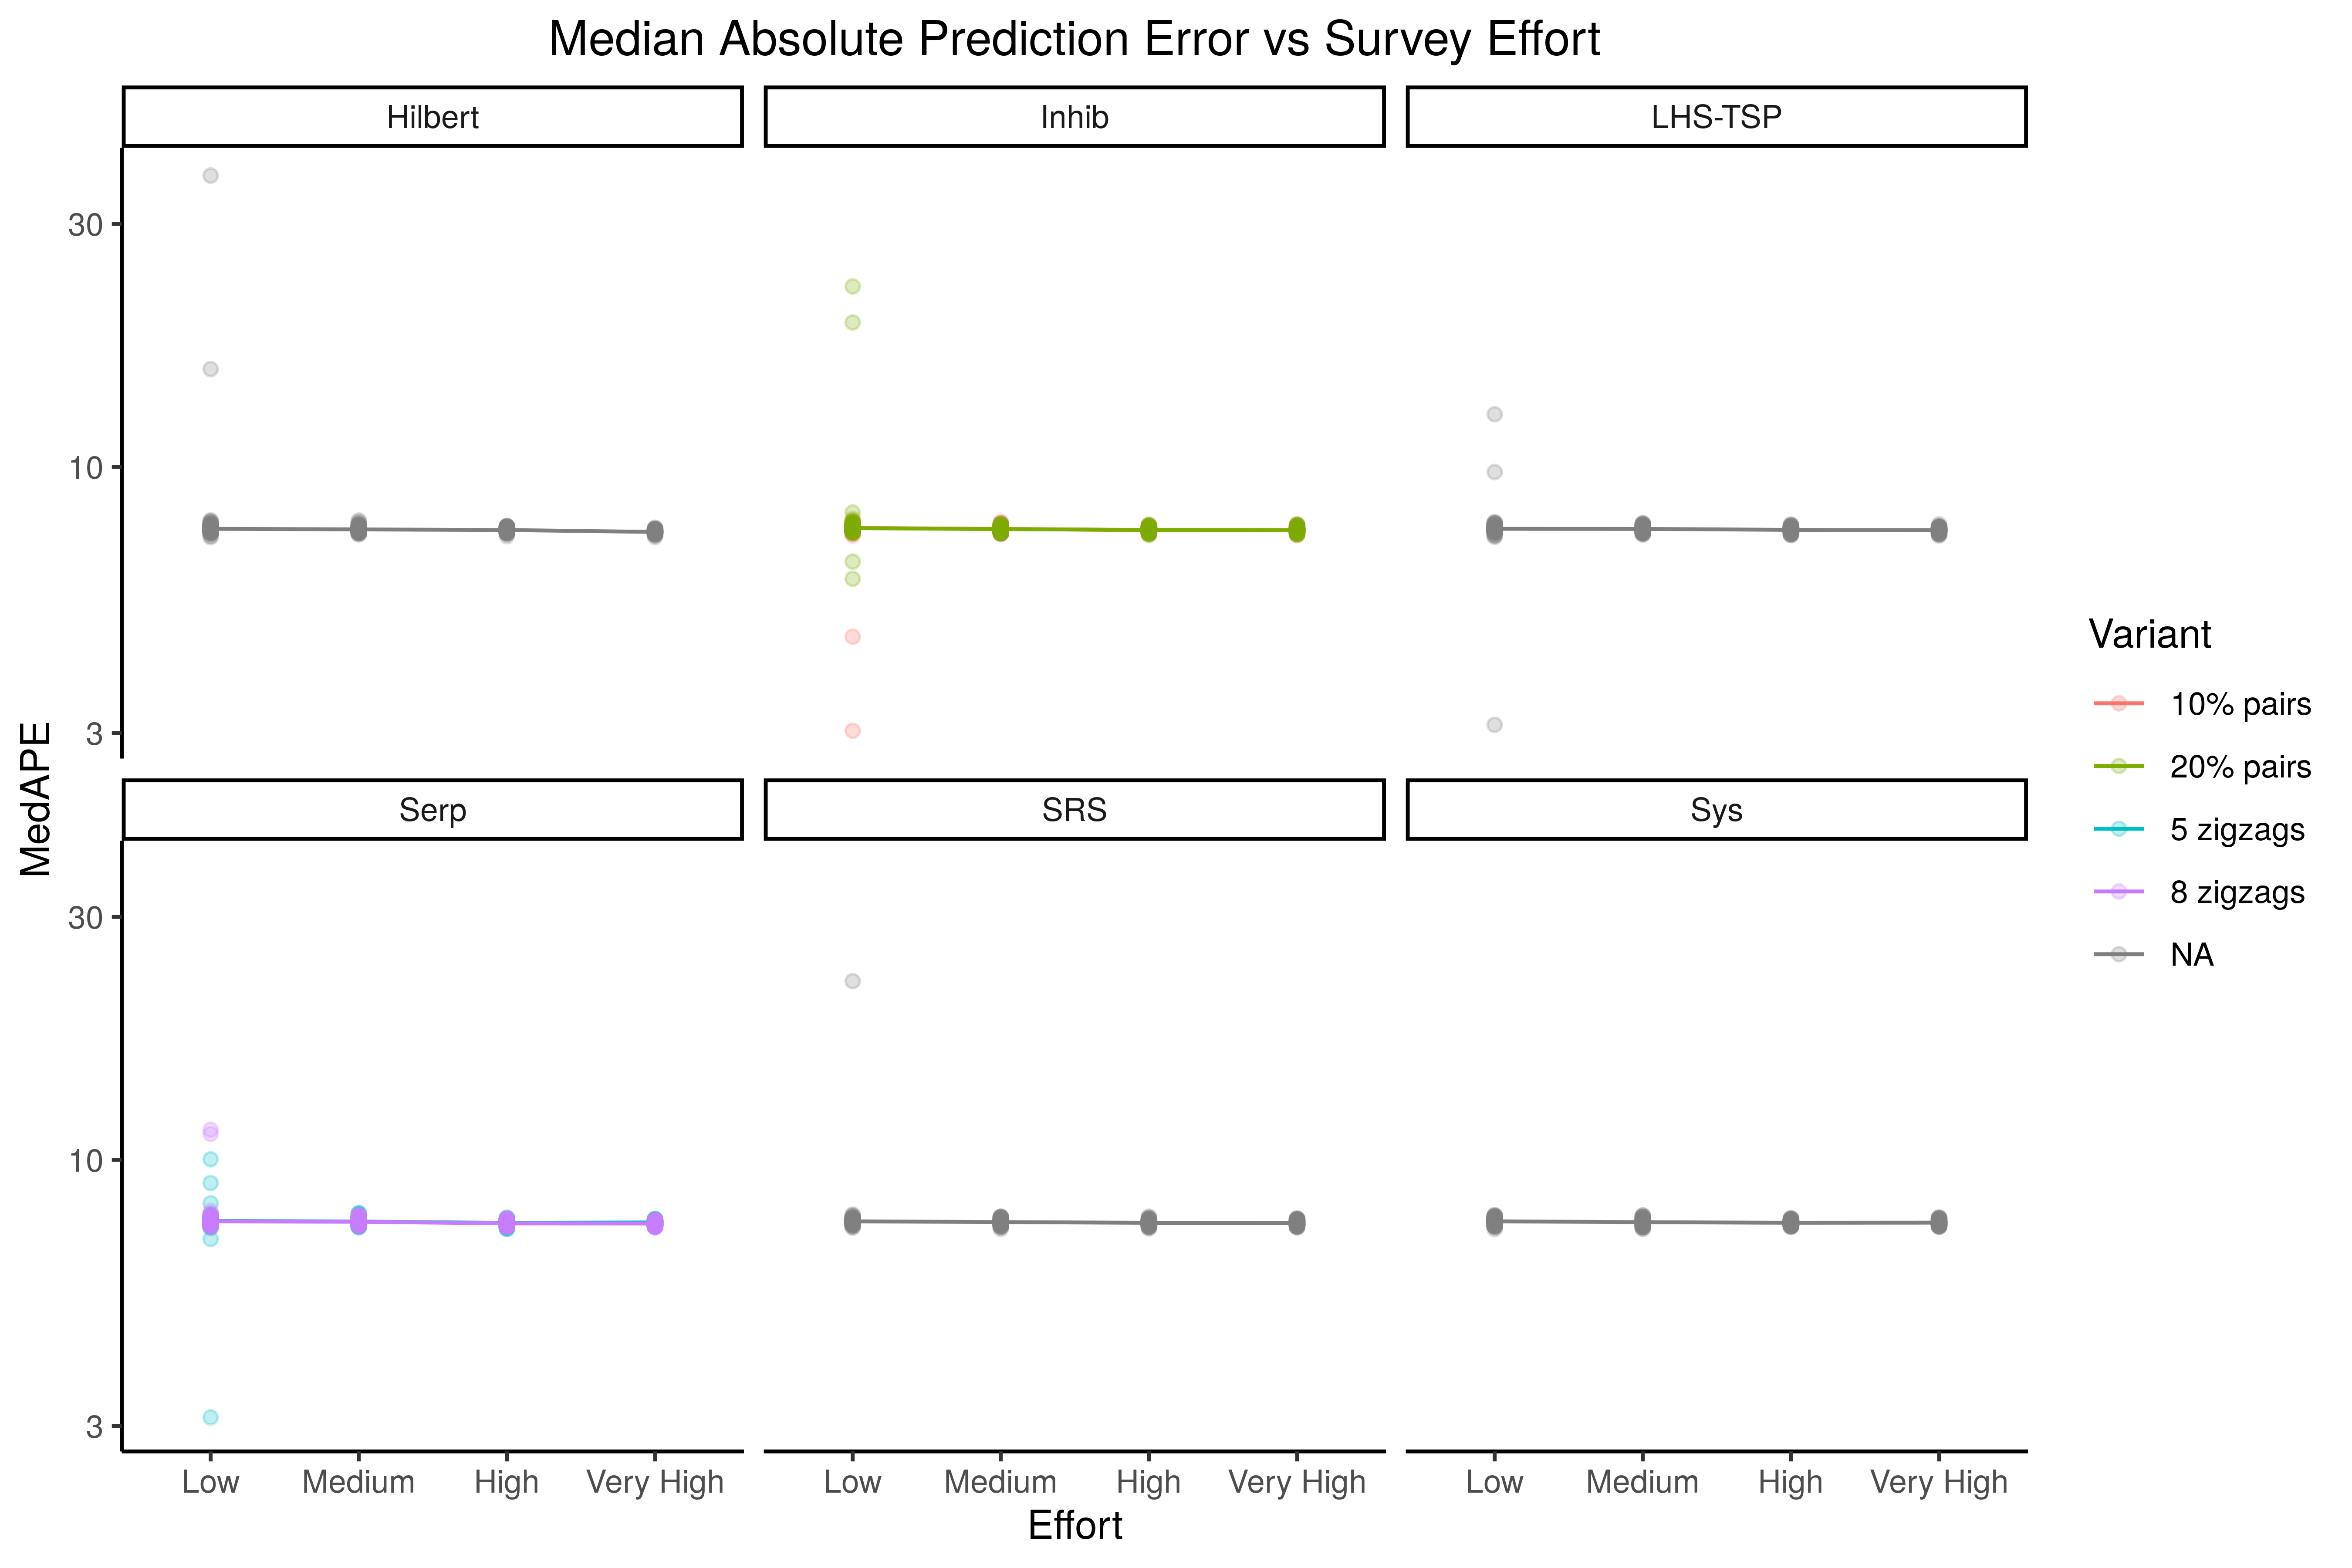 Median Absolute Prediction Error vs Survey Effort
Hilbert
Inhib
LHS-TSP
30
10
3
Serp
SRS
Sys
30
10
3
MedAPE
Low
Medium
High
Very High
Low
Medium
High
Very High
Low
Medium
High
Very High
Effort
Variant
10% pairs
20% pairs
5 zigzags
8 zigzags
NA